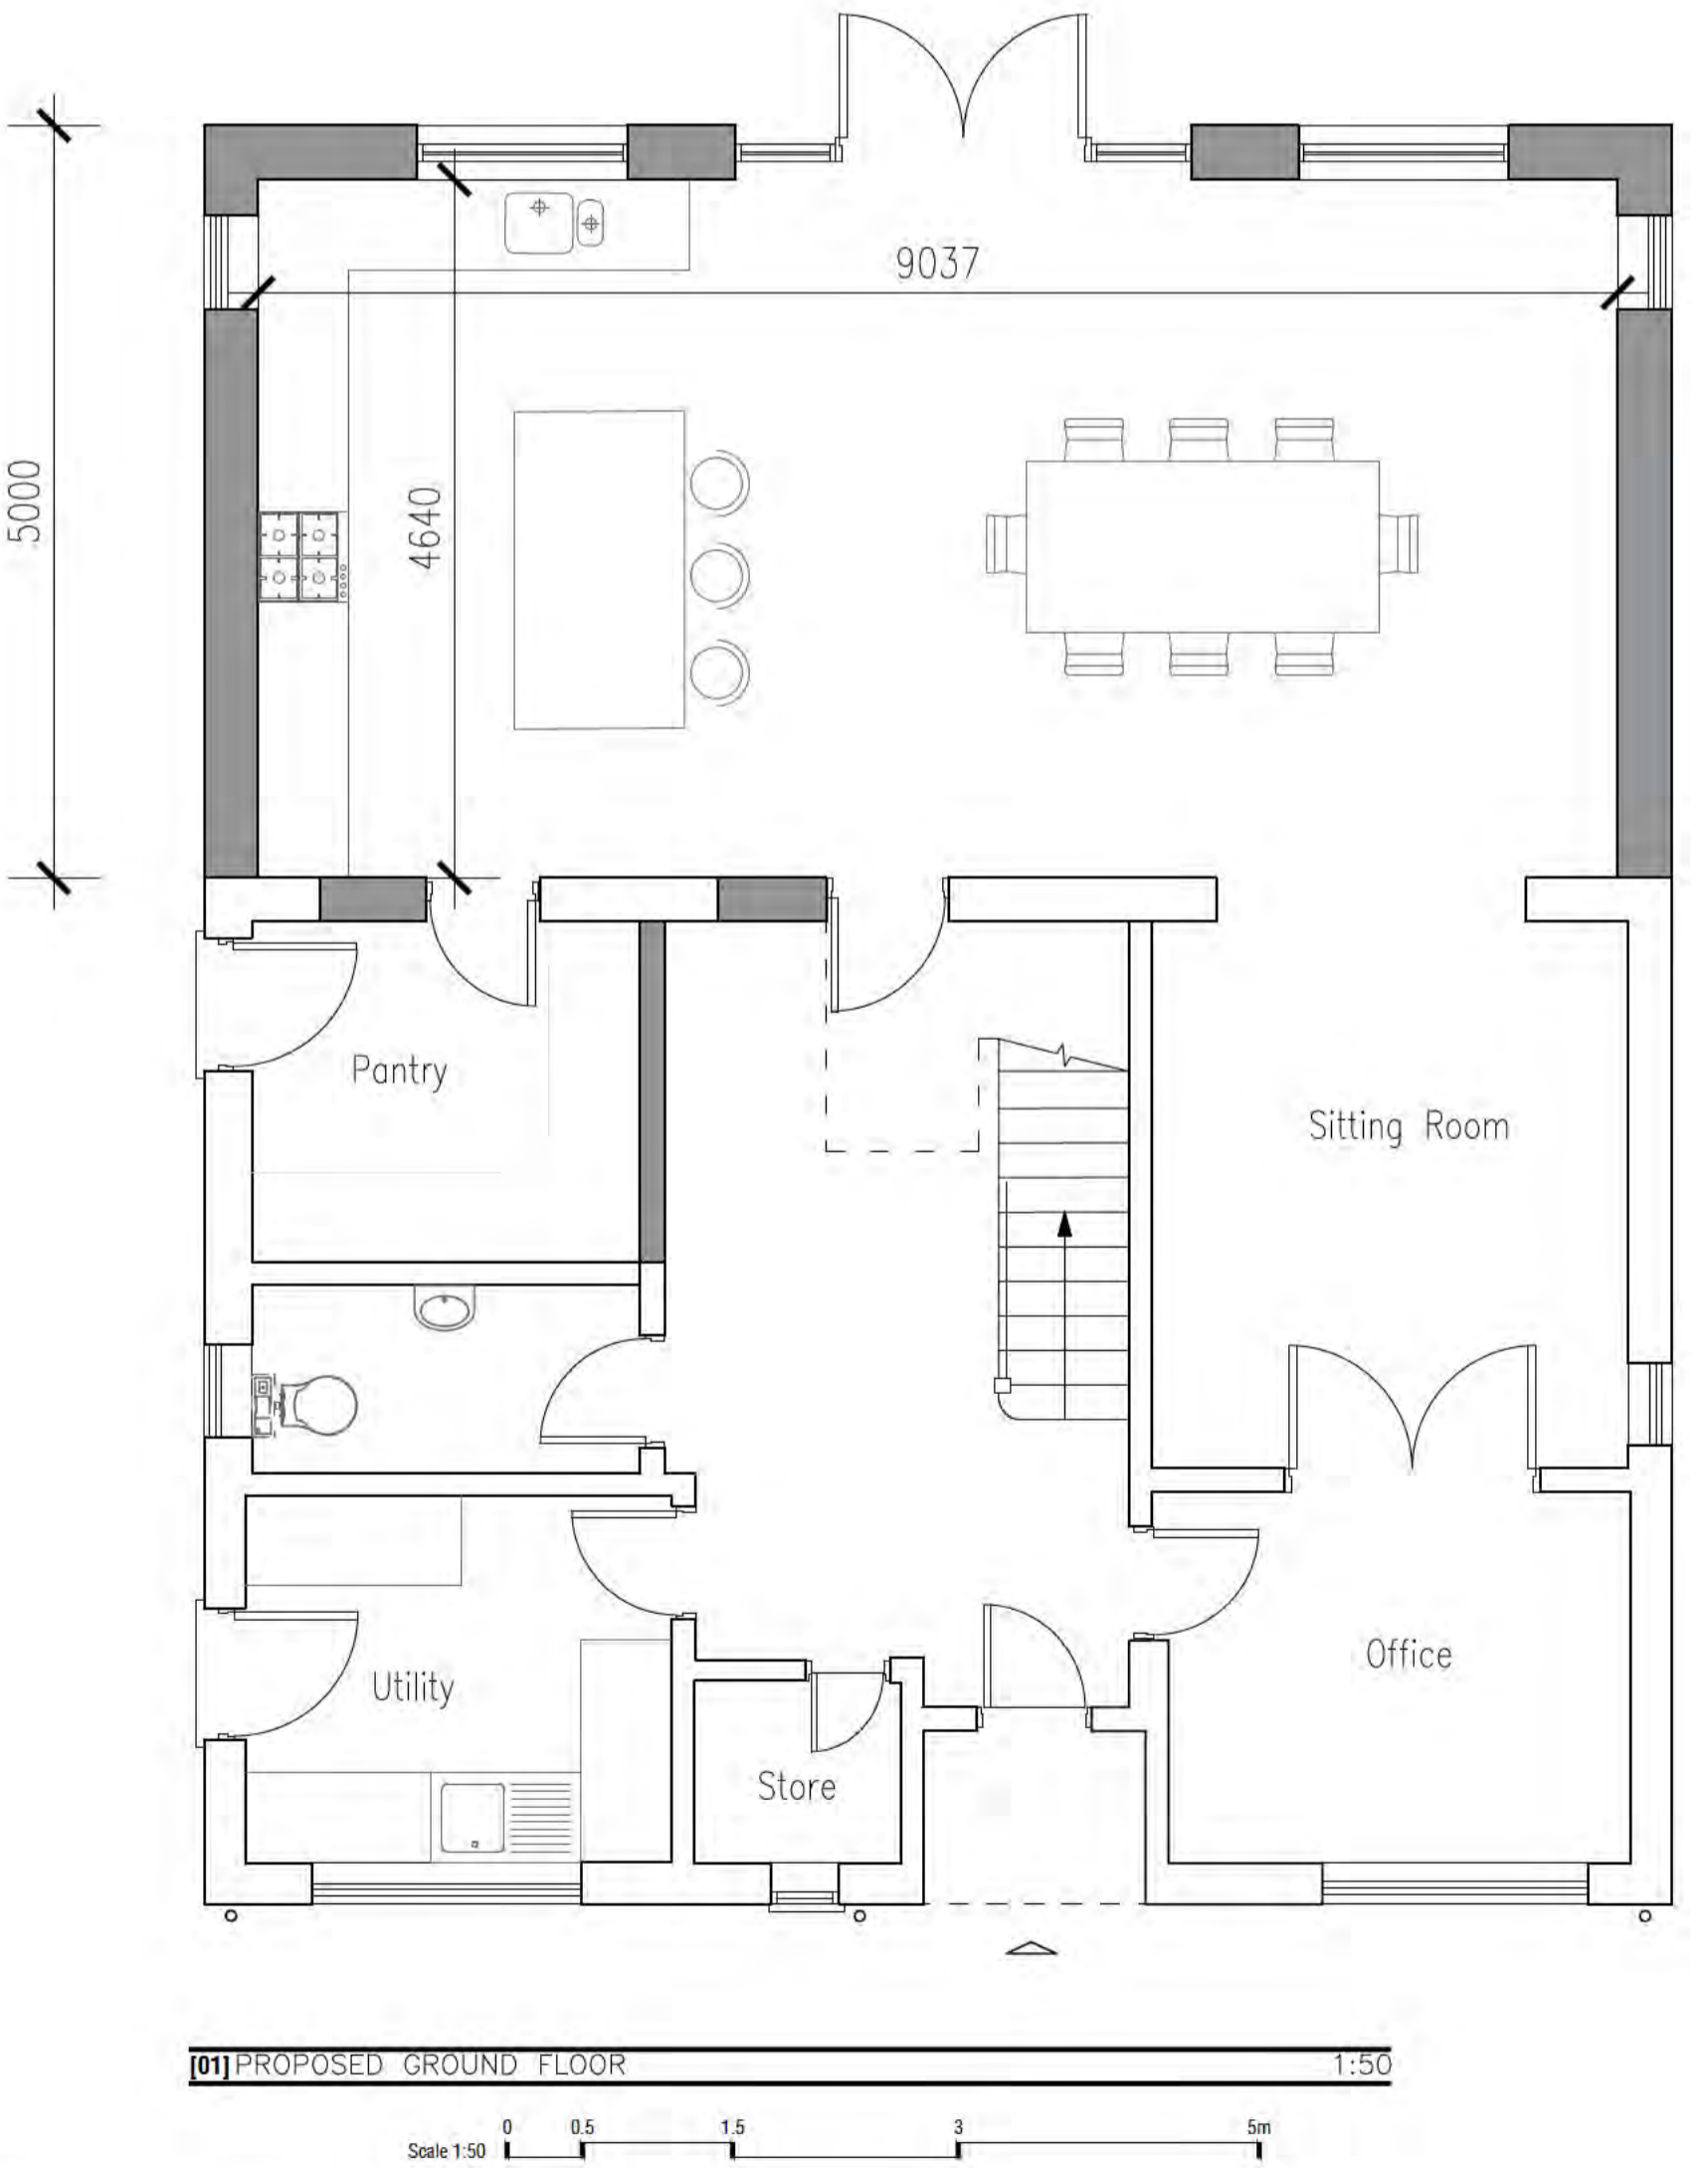 9037
5000
4640
Pantry
Sitting Room
Office
Utility
Store
[01] PROPOSED GROUND FLOOR 1:50
0 0.5 1.5 3 5m
Scale 1:50